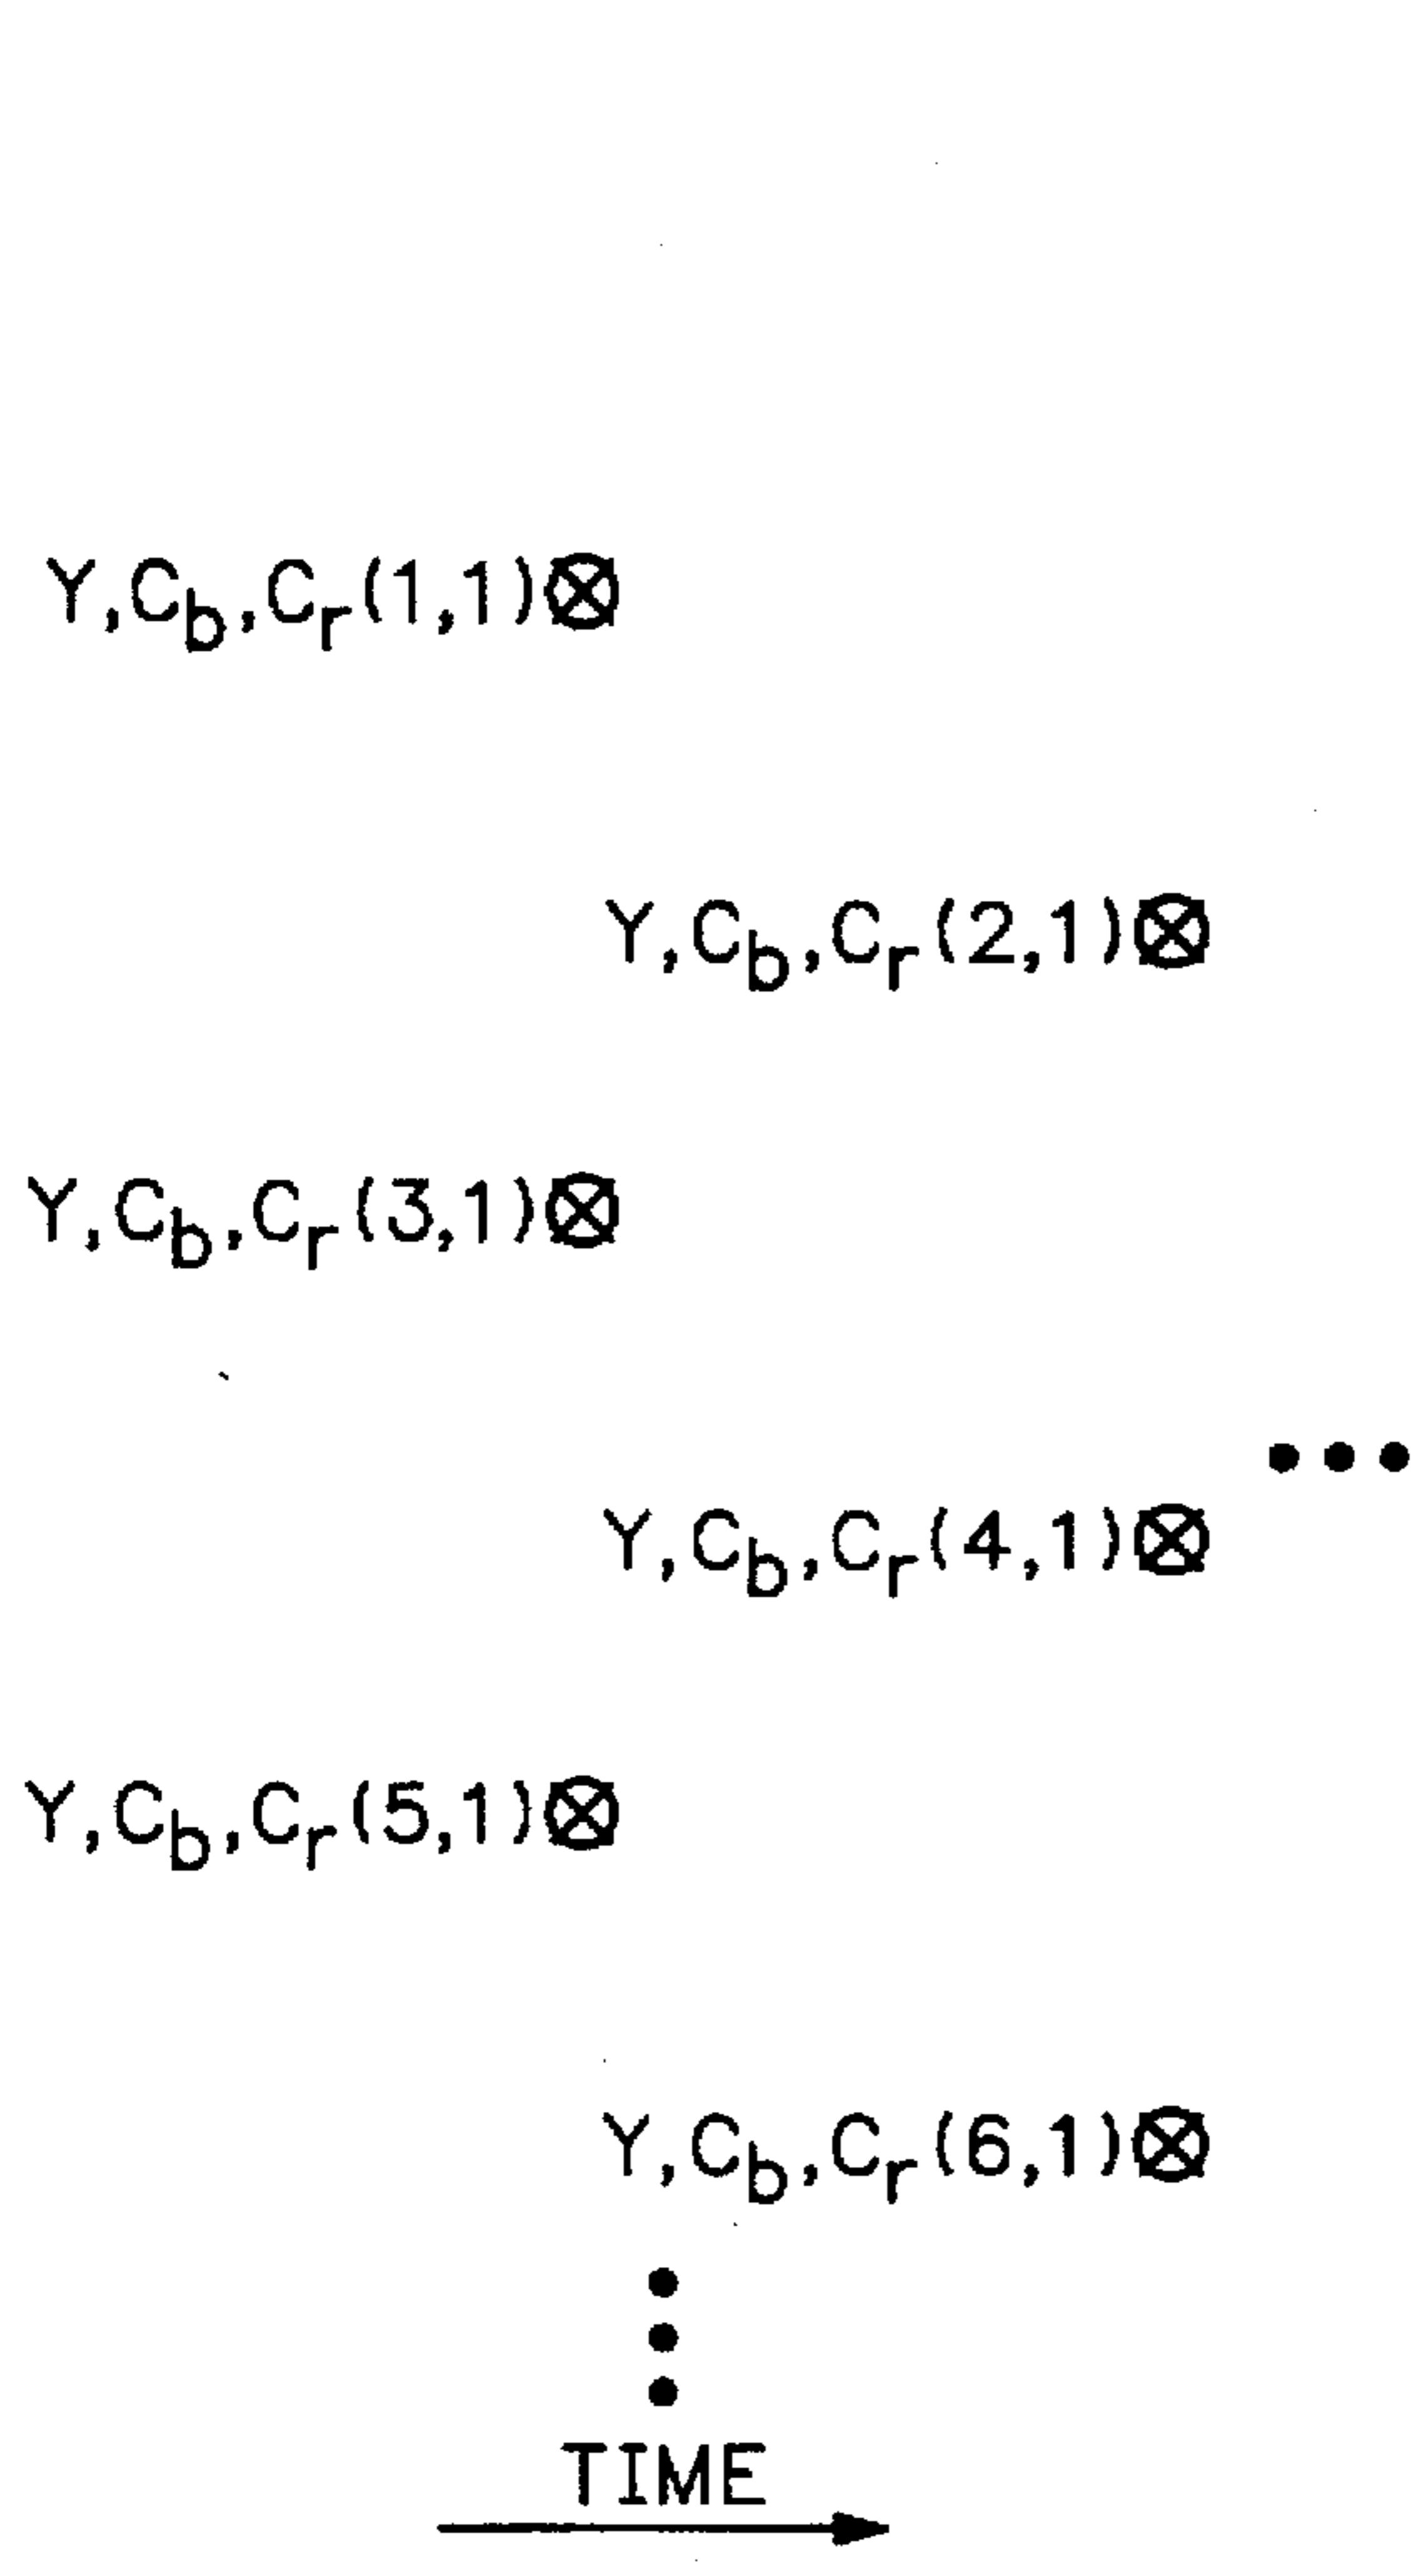 Y,Cb,Cr(1,1)
Y,Cb,Cr(2,1)
Y,Cb,Cr(3,1)
Y,Cb,Cr(4,1)
Y,Cb,Cr(5,1)
Y,Cb,Cr(6,1)
TIME